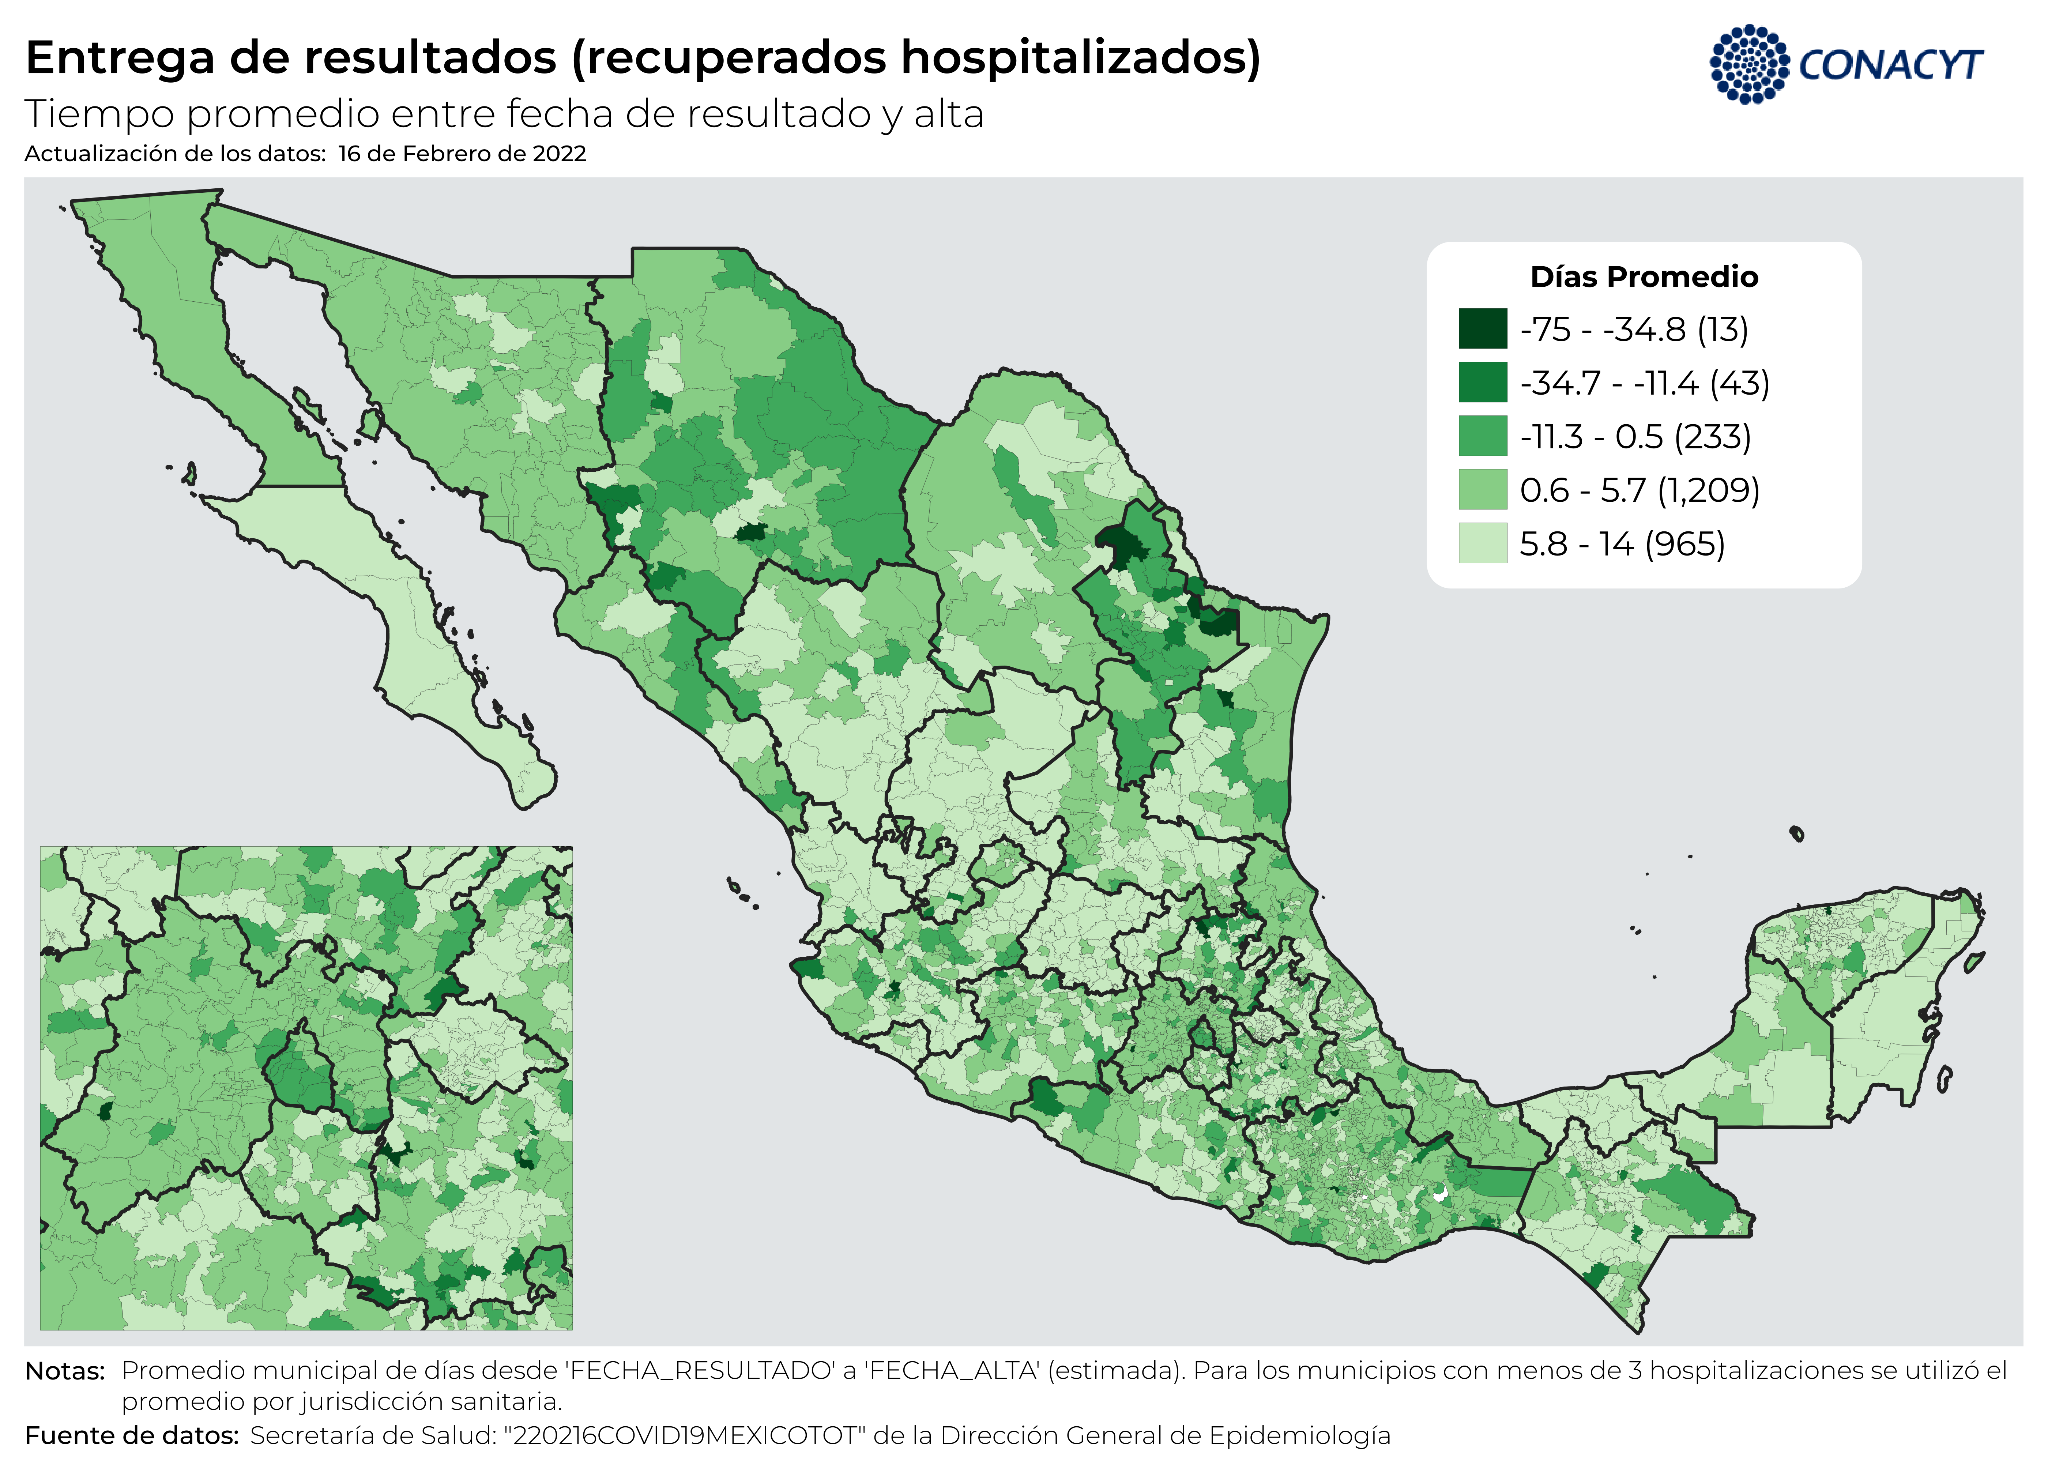 Entrega de resultados (recuperados hospitalizados)
CONACYT
Tiempo promedio entre fecha de resultado y alta
Actualización de los datos: 16 de Febrero de 2022
Días Promedio
-75 - -34.8 (13)
-34.7 - -11.4 (43)
-11.3 - 0.5 (233)
0.6 - 5.7 (1,209)
5.8 - 14 (965)
Notas: Promedio municipal de días desde 'FECHA_RESULTADO' a 'FECHA_ALTA' (estimada). Para los municipios con menos de 3 hospitalizaciones se utilizó el
promedio por jurisdicción sanitaria.
Fuente de datos: Secretaría de Salud: "220216COVID19MEXICOTOT" de la Dirección General de Epidemiología